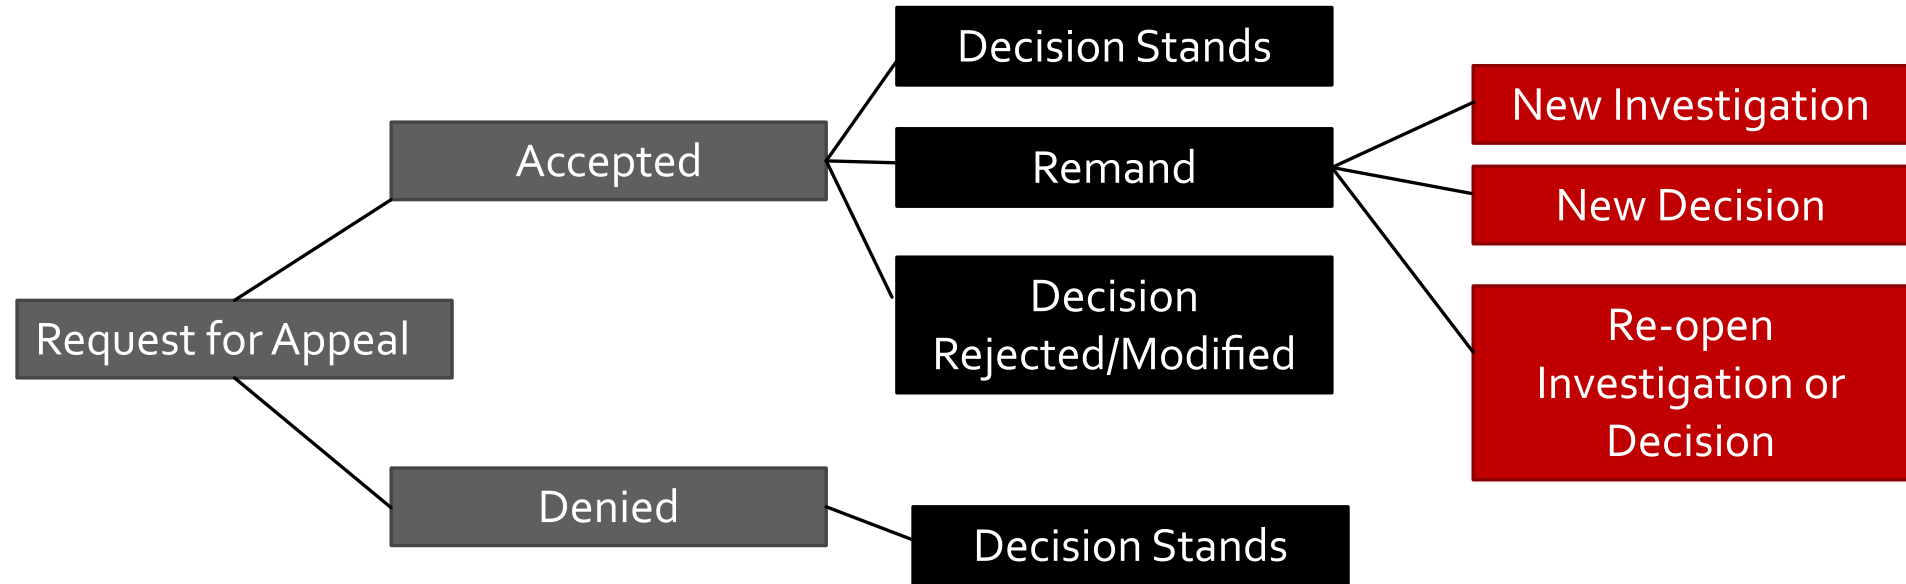 Decision Stands
New Investigation
Accepted
Remand
New Decision
Decision
Rejected/Modified
Request for Appeal
Re-open
Investigation or
Decision
Denied
Decision Stands